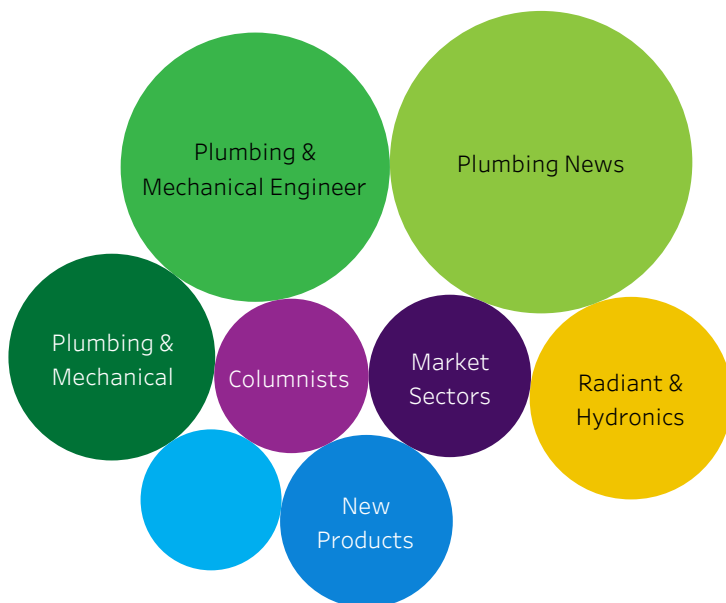 Plumbing &
Mechanical Engineer
Plumbing News
Plumbing &
Mechanical
Columnists
Market
Sectors
Radiant &
Hydronics
New
Products